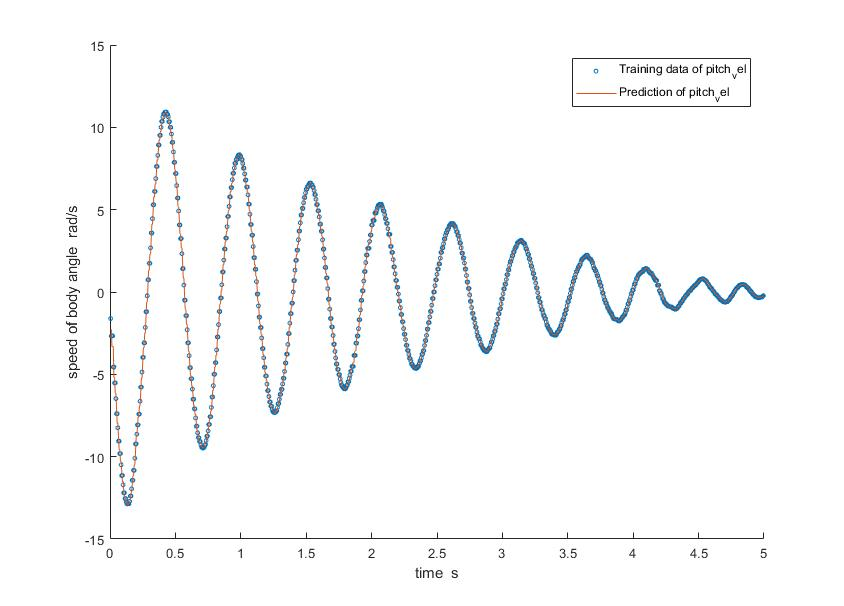 15
10
5
0
-5
-10
-15
speed of body angle rad/s
Training data of pitch_vel
Prediction of pitch_vel
0 0.5 1 1.5 2 2.5 3 3.5 4 4.5 5
time s